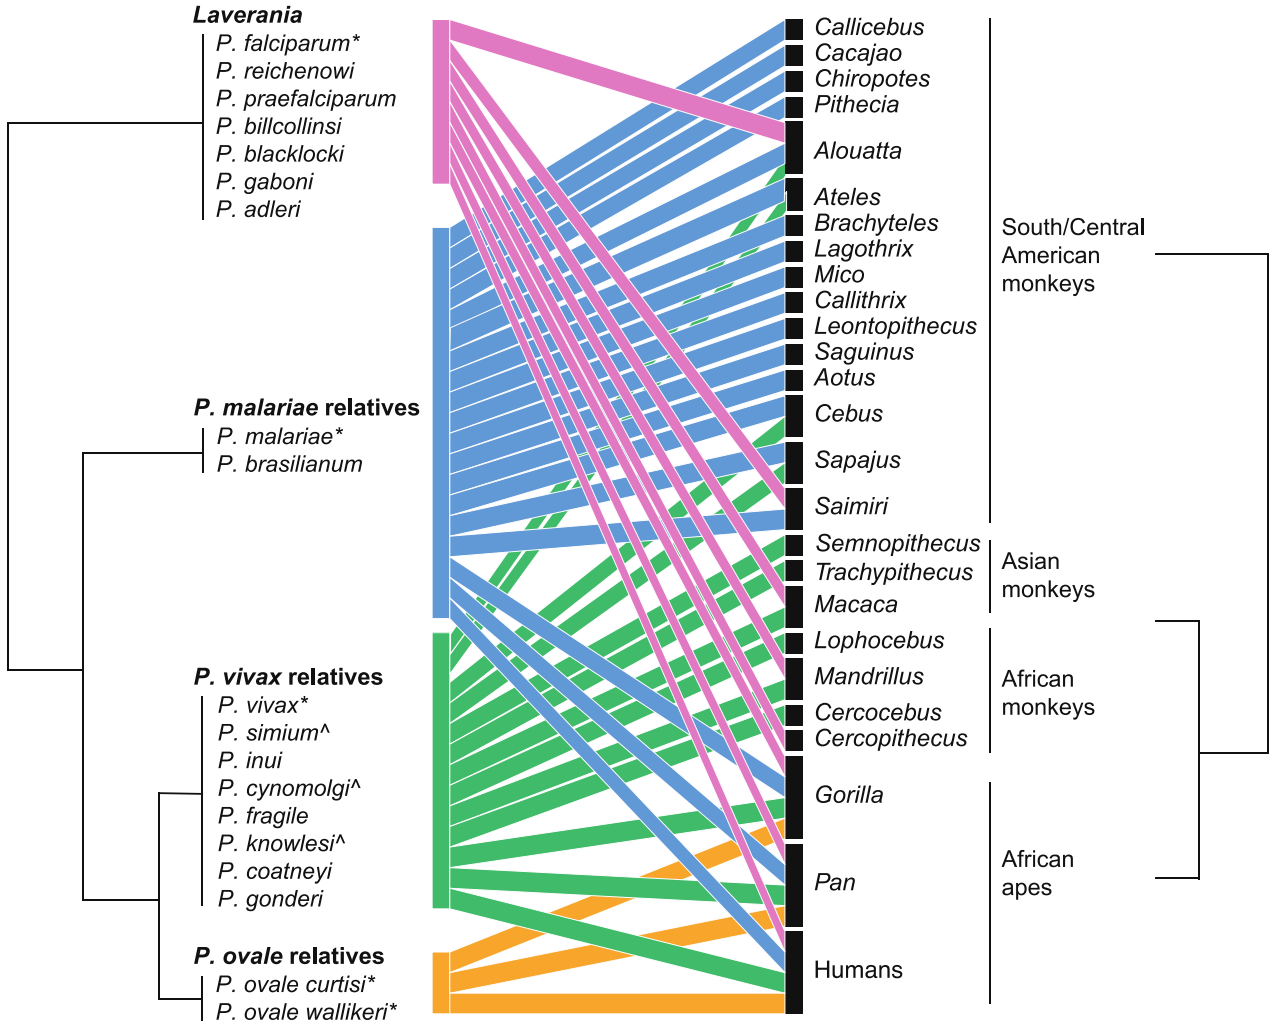 Laverania
P. falciparum*
P. reichenowi
P. praefalciparum
P. billcollinsi
P. blacklocki
P. gaboni
P. adleri
P. malariae relatives
P. malariae*
P. brasilianum
P. vivax relatives
P. vivax*
P. simium^
P. inui
P. cynomolgi^
P. fragile
P. knowlesi^
P. coatneyi
P. gonderi
P. ovale relatives
P. ovale curtisi*
P. ovale wallikeri*
Callicebus
Cacajao
Chiropotes
Pithecia
Alouatta
Ateles
Brachyteles
Lagothrix
Mico
Callithrix
Leontopithecus
Saguinus
Aotus
Cebus
Sapajus
Saimiri
Semnopithecus
Trachypithecus
Macaca
Lophocebus
Mandrillus
Cercocebus
Cercopithecus
Gorilla
Pan
Humans
South/Central
American
monkeys
Asian
monkeys
African
monkeys
African
apes